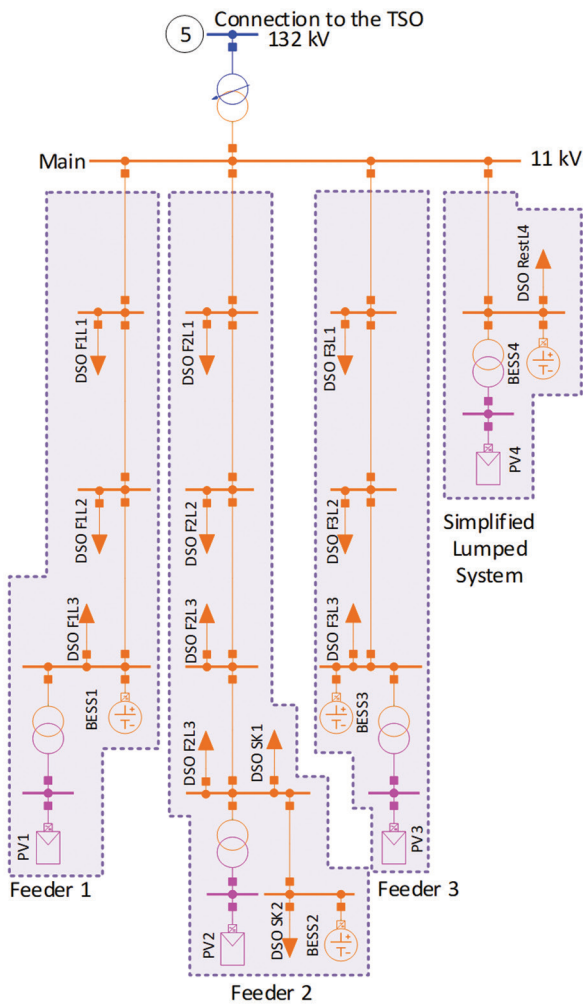 Connection to the TSO
5
132 kV
Main
11 kV
DSO RestL4
DSO F1L1
DSO F2L1
DSO F3L1
BESS4
PV4
DSO F1L2
DSO F2L2
DSO F3L2
Simplified
Lumped
System
DSO F1L3
DSO F2L3
DSO F3L3
BESS1
BESS3
DSO F2L3
DSO SK1
PV1
PV3
Feeder 1
Feeder 3
PV2
DSO SK2
BESS2
Feeder 2